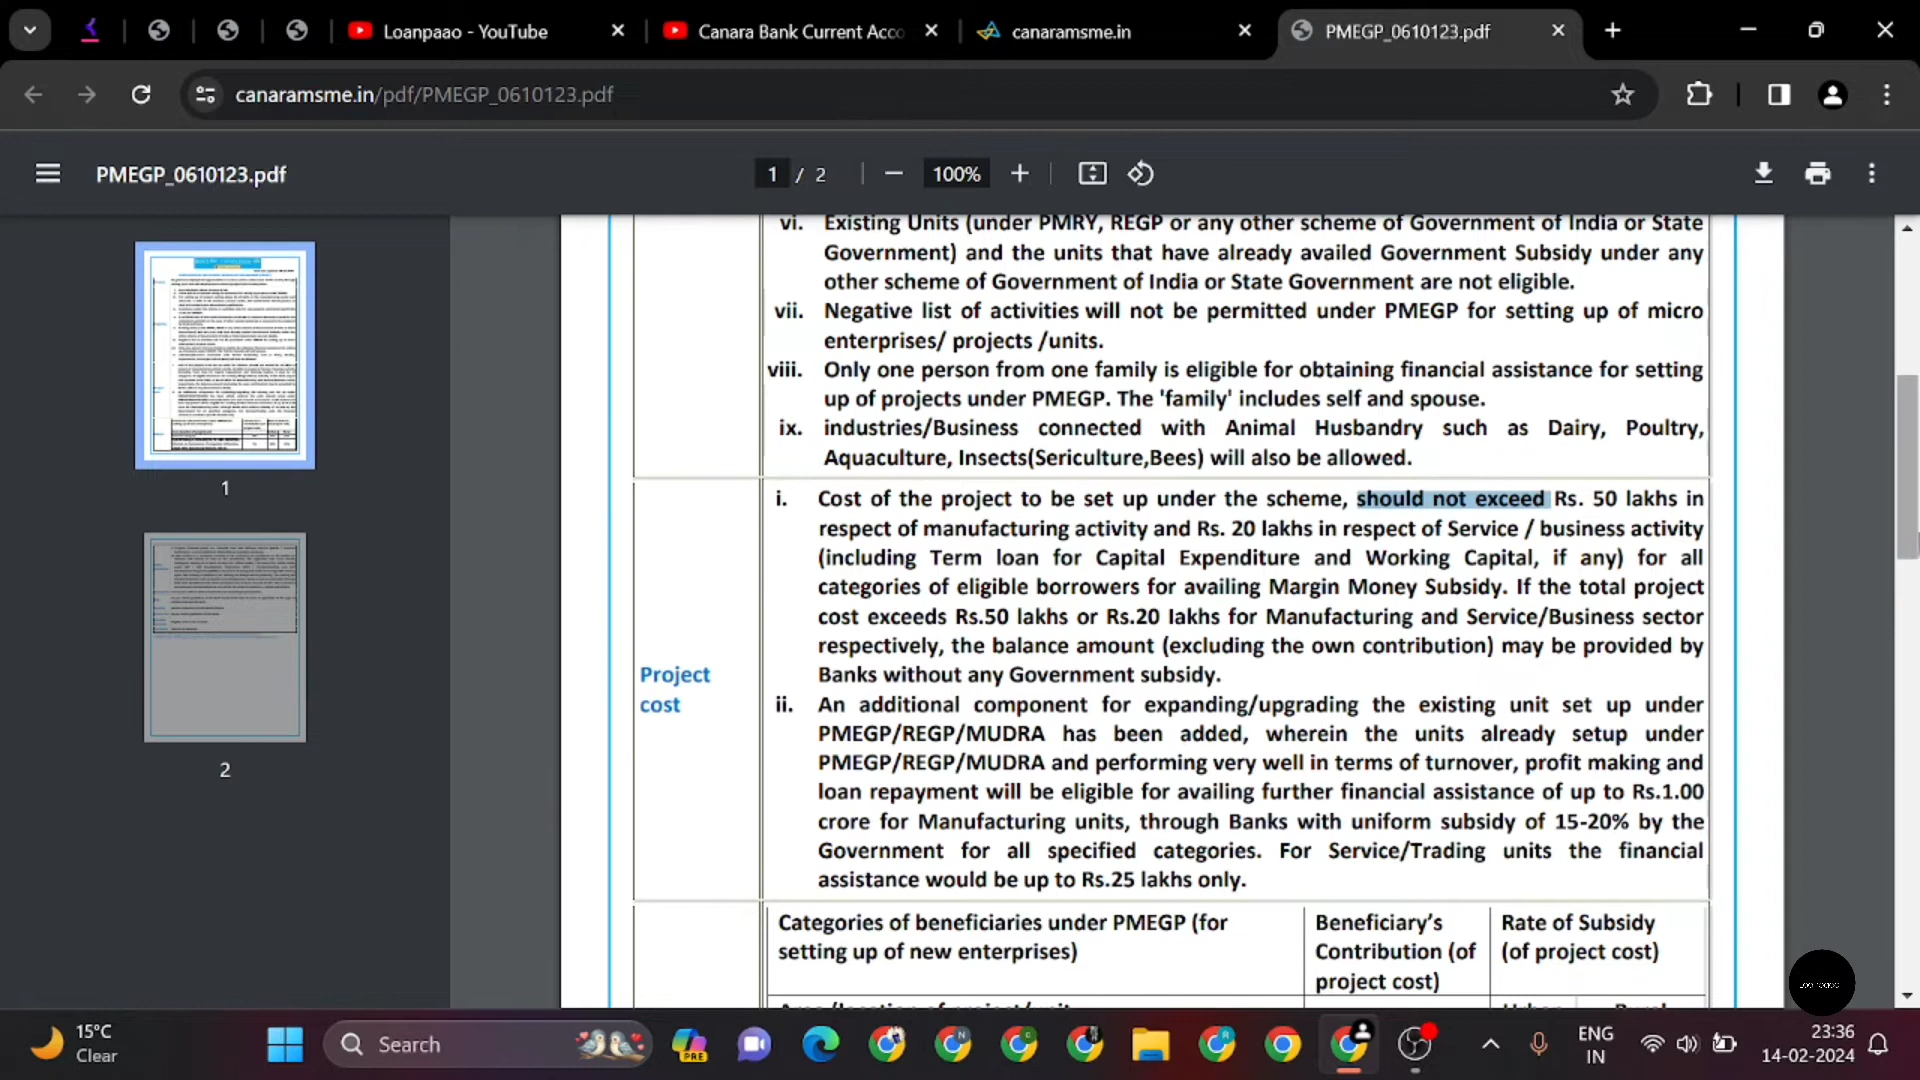 Loanpaao - YouTube
Canara Bank Current Acco
canaramsme.in
PMEGP_0610123.pdf
canaramsme.in/pdf/PMEGP_0610123.pdf
PMEGP_0610123.pdf
1 / 2
100%
1
2
vi. Existing Units (under PMRY, REGP or any other scheme of Government of India or State
Government) and the units that have already availed Government Subsidy under any
other scheme of Government of India or State Government are not eligible.
vii. Negative list of activities will not be permitted under PMEGP for setting up of micro
enterprises/ projects /units.
viii. Only one person from one family is eligible for obtaining financial assistance for setting
up of projects under PMEGP. The 'family' includes self and spouse.
ix. industries/Business connected with Animal Husbandry such as Dairy, Poultry,
Aquaculture, Insects(Sericulture,Bees) will also be allowed.
Project
cost
i. Cost of the project to be set up under the scheme, should not exceed Rs. 50 lakhs in
respect of manufacturing activity and Rs. 20 lakhs in respect of Service / business activity
(including Term loan for Capital Expenditure and Working Capital, if any) for all
categories of eligible borrowers for availing Margin Money Subsidy. If the total project
cost exceeds Rs.50 lakhs or Rs.20 lakhs for Manufacturing and Service/Business sector
respectively, the balance amount (excluding the own contribution) may be provided by
Banks without any Government subsidy.
ii. An additional component for expanding/upgrading the existing unit set up under
PMEGP/REGP/MUDRA has been added, wherein the units already setup under
PMEGP/REGP/MUDRA and performing very well in terms of turnover, profit making and
loan repayment will be eligible for availing further financial assistance of up to Rs.1.00
crore for Manufacturing units, through Banks with uniform subsidy of 15-20% by the
Government for all specified categories. For Service/Trading units the financial
assistance would be up to Rs.25 lakhs only.
Categories of beneficiaries under PMEGP (for
setting up of new enterprises)
Beneficiary's
Contribution (of
project cost)
Rate of Subsidy
(of project cost)
15°C
Clear
Search
PRE
ENG
IN
23:36
14-02-2024